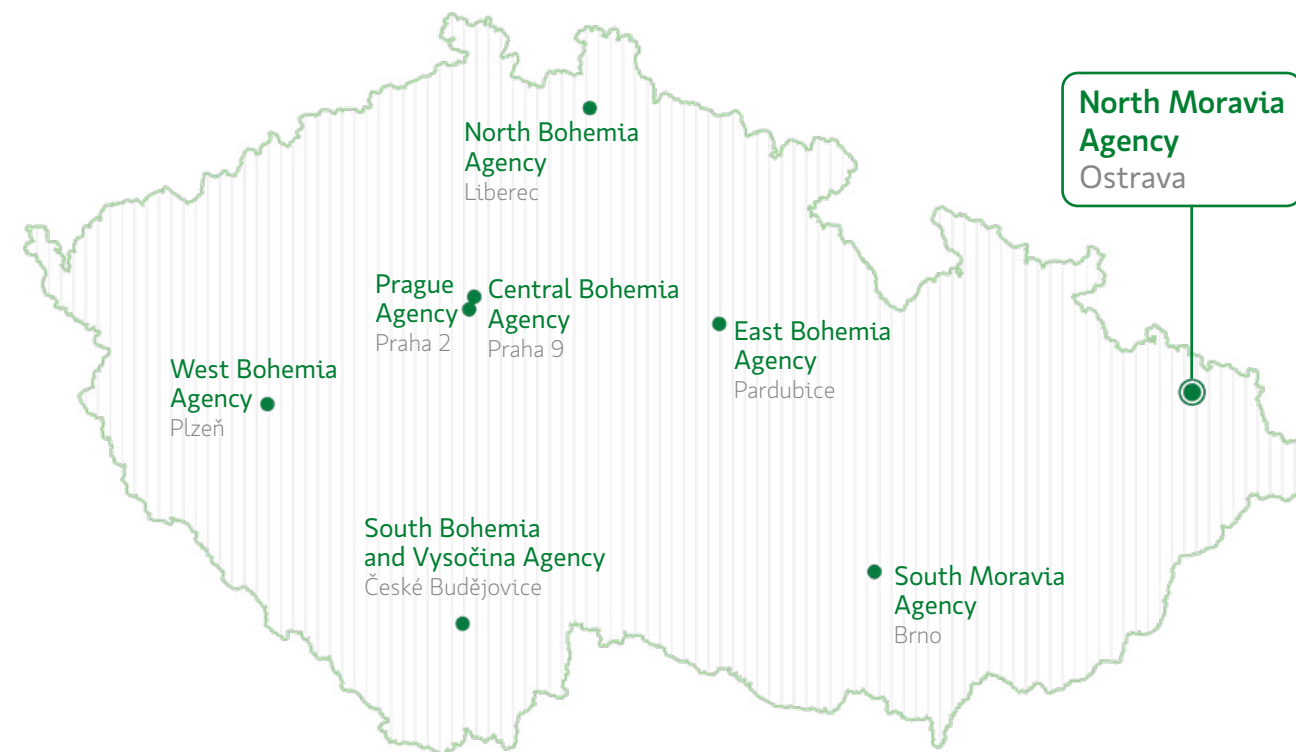 North Bohemia
Agency
Liberec
North Moravia
Agency
Ostrava
Prague
Agency
Praha 2
Central Bohemia
Agency
Praha 9
East Bohemia
Agency
Pardubice
West Bohemia
Agency
Plzeň
South Bohemia
and Vysočina Agency
České Budějovice
South Moravia
Agency
Brno